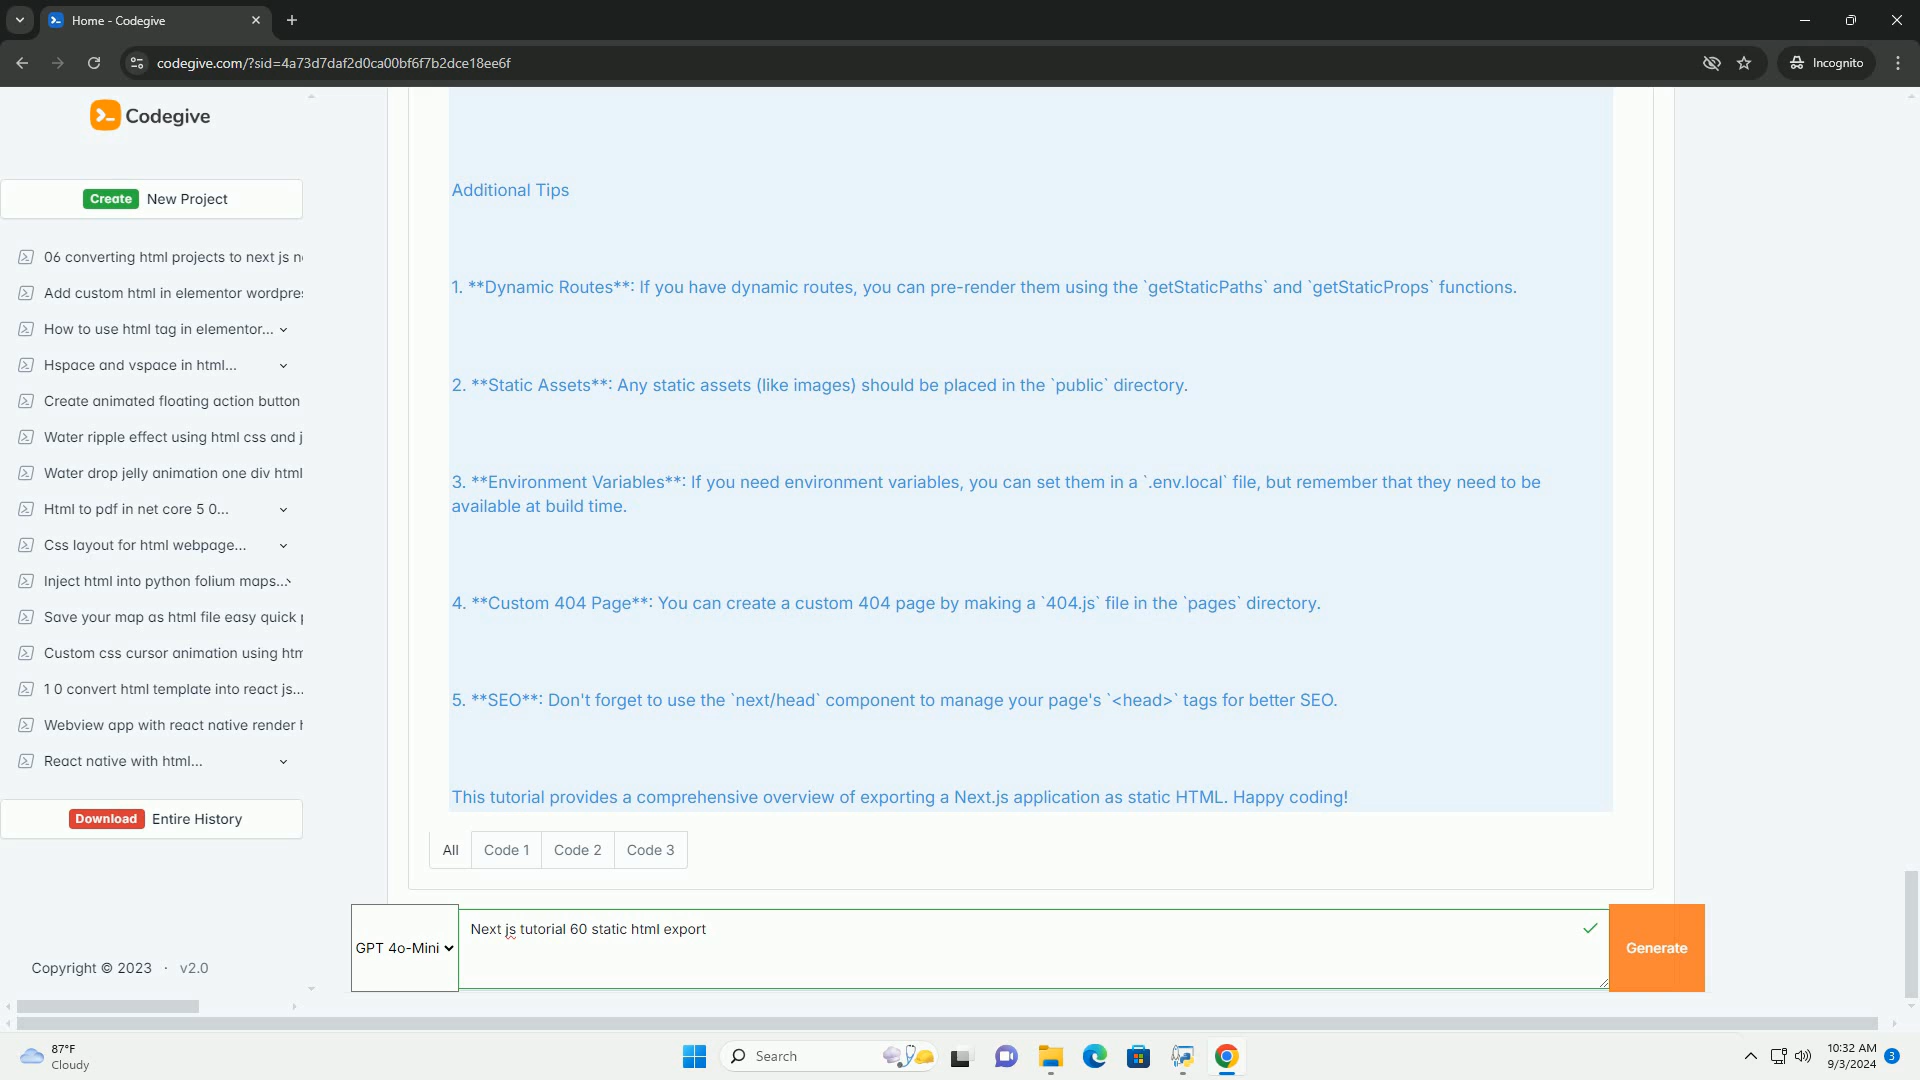 Home - Codegive
codegive.com/?sid=4a73d7daf2d0ca00bf6f7b2dce18ee6f
Incognito
Codegive
Create New Project
06 converting html projects to next js n
Add custom html in elementor wordpre
How to use html tag in elementor...
Hspace and vspace in html...
Create animated floating action button
Water ripple effect using html css and j
Water drop jelly animation one div html
Html to pdf in net core 5 0...
Css layout for html webpage...
Inject html into python folium maps...
Save your map as html file easy quick
Custom css cursor animation using htm
1 0 convert html template into react js...
Webview app with react native render
React native with html...
Download Entire History
Copyright © 2023 · v2.0
Additional Tips
1. **Dynamic Routes**: If you have dynamic routes, you can pre-render them using the `getStaticPaths` and `getStaticProps` functions.
2. **Static Assets**: Any static assets (like images) should be placed in the `public` directory.
3. **Environment Variables**: If you need environment variables, you can set them in a `.env.local` file, but remember that they need to be
available at build time.
4. **Custom 404 Page**: You can create a custom 404 page by making a `404.js` file in the `pages` directory.
5. **SEO**: Don't forget to use the `next/head` component to manage your page's `<head>` tags for better SEO.
This tutorial provides a comprehensive overview of exporting a Next.js application as static HTML. Happy coding!
All Code 1 Code 2 Code 3
GPT 4o-Mini
Next js tutorial 60 static html export
Generate
87°F
Cloudy
Search
10:32 AM
9/3/2024
3